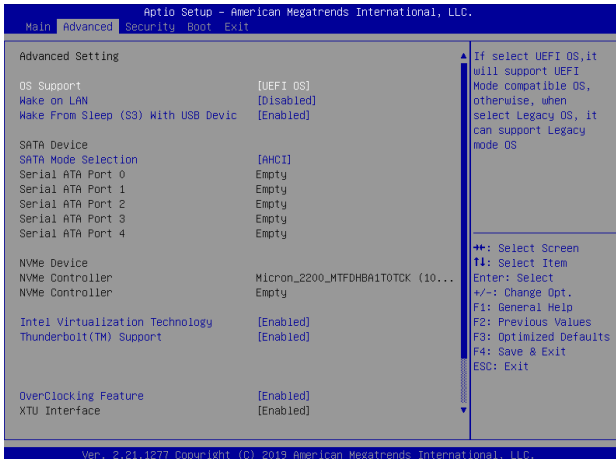 Aptio Setup – American Megatrends International, LLC.
Main Advanced Security Boot Exit
Advanced Setting
OS Support [UEFI OS]
Wake on LAN [Disabled]
Wake From Sleep (S3) With USB Devic [Enabled]
SATA Device
SATA Mode Selection [AHCI]
Serial ATA Port 0 Empty
Serial ATA Port 1 Empty
Serial ATA Port 2 Empty
Serial ATA Port 3 Empty
Serial ATA Port 4 Empty
NVMe Device
NVMe Controller Micron_2200_MTFDHBA1T0TCK (10...
NVMe Controller Empty
Intel Virtualization Technology [Enabled]
Thunderbolt(TM) Support [Enabled]
OverClocking Feature [Enabled]
XTU Interface [Enabled]
If select UEFI OS,it
will support UEFI
Mode compatible OS,
otherwise, when
select Legacy OS, it
can support Legacy
mode OS
→←: Select Screen
↑↓: Select Item
Enter: Select
+/-: Change Opt.
F1: General Help
F2: Previous Values
F3: Optimized Defaults
F4: Save & Exit
ESC: Exit
Ver. 2.21.1277 Copyright (C) 2019 American Megatrends International, LLC.